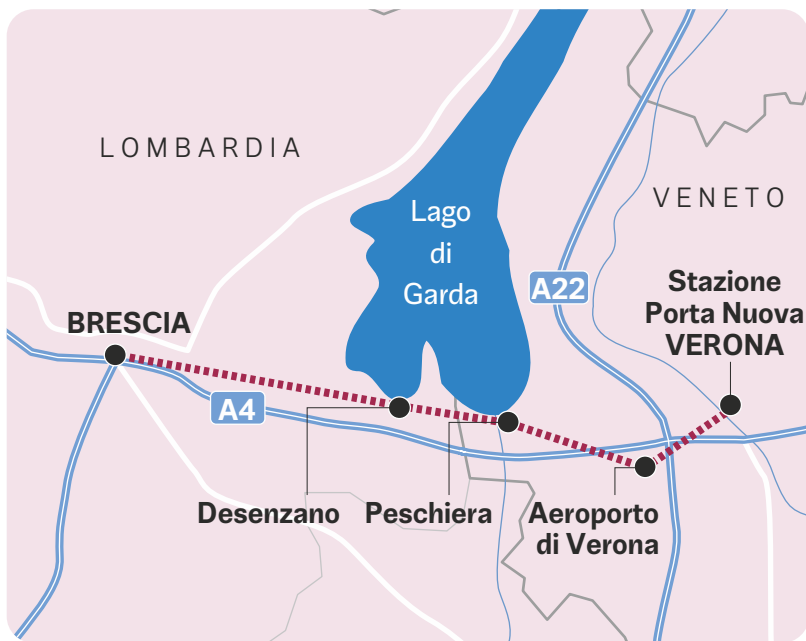 LOMBARDIA
VENETO
Lago
di
Garda
A22
Stazione
Porta Nuova
VERONA
BRESCIA
A4
Desenzano
Peschiera
Aeroporto
di Verona